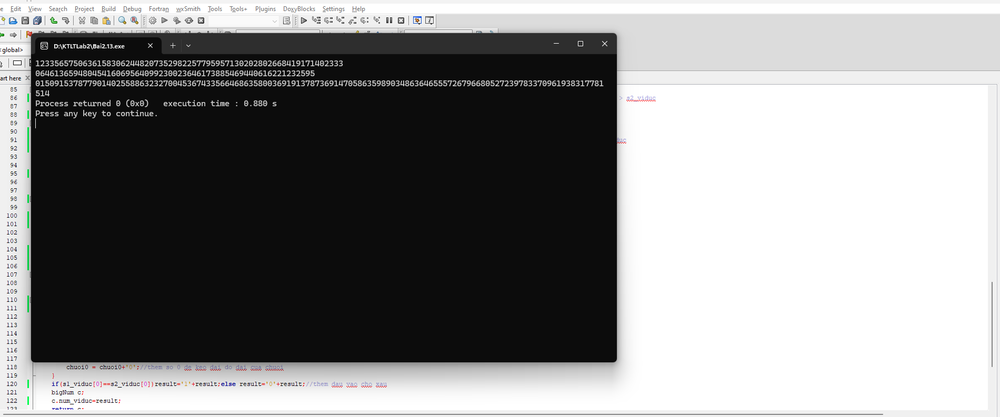 Edit View Search Project Build Debug Fortran wxSmith Tools Tools+ Plugins DoxyBlocks Settings Help
D:\KTLTLab2\Bai2.13.exe
<global>
art here
12335657506361583062448207352982257795957130202802668419171402333
06461365948045416069564099230023646173885469440616221232595
015091537877901402558863232700453674335664686358003691913787369147058635989034863646555726796680527239783370961938317781
514
Process returned 0 (0x0)   execution time : 0.880 s
Press any key to continue.
85
86 > s2_viduc
87
88
89
90
91 duc
92
93
94
95
96
97
98
99
100
101
102
103
104
105
106
107
108
109
110
111
112
113
114
115
116
117
118 chuoi0 = chuoi0+'0';//them so 0 de keo dai do dai cua chuoi
119 }
120 if(s1_viduc[0]==s2_viduc[0])result='1'+result;else result='0'+result;//them dau vao cho xau
121 bigNum c;
122 c.num_viduc=result;
123 return c;